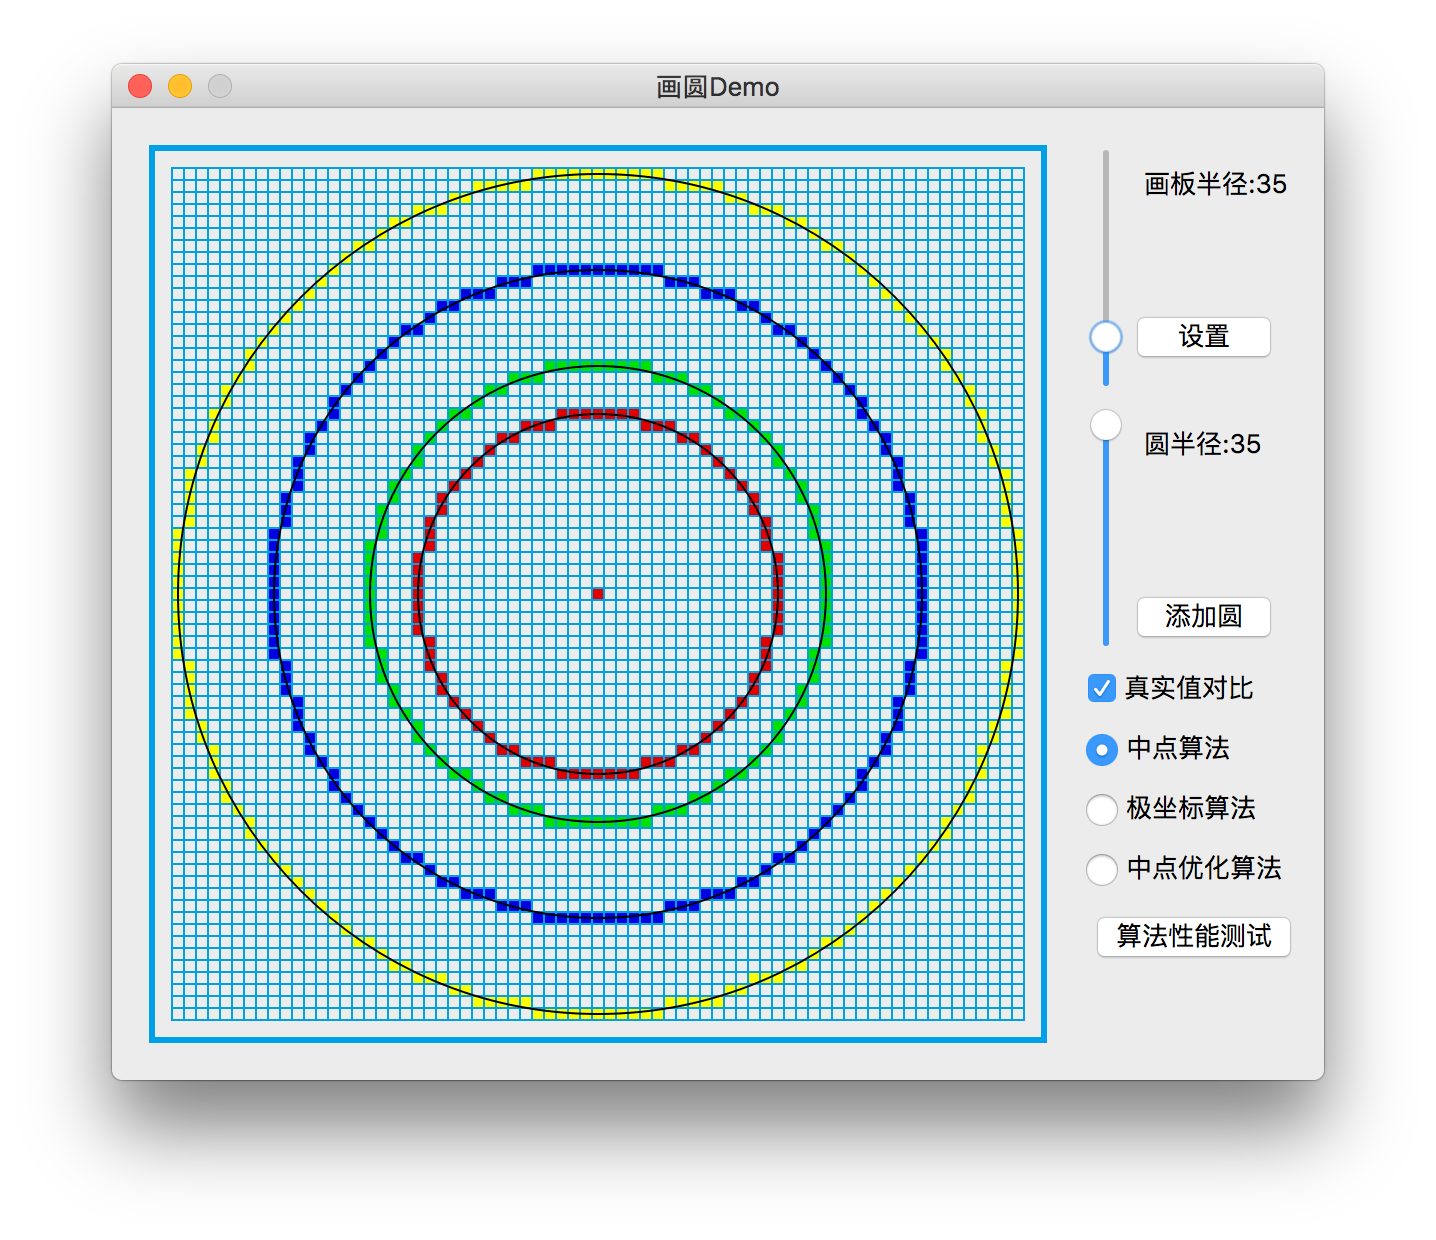 画圆Demo
画板半径:35
设置
圆半径:35
添加圆
真实值对比
中点算法
极坐标算法
中点优化算法
算法性能测试